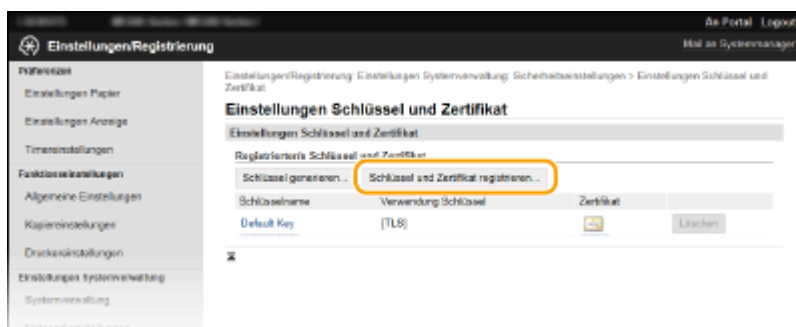 An Portal Logout
Einstellungen/Registrierung
Mail an Systemmanager
Präferenzen
Einstellungen Papier
Einstellungen Anzeige
Timereinstellungen
Funktionseinstellungen
Allgemeine Einstellungen
Kopiereinstellungen
Druckereinstellungen
Einstellungen Systemverwaltung
Systemverwaltung
Einstellungen/Registrierung: Einstellungen Systemverwaltung: Sicherheitseinstellungen > Einstellungen Schlüssel und
Zertifikat
Einstellungen Schlüssel und Zertifikat
Einstellungen Schlüssel und Zertifikat
Registrierter/s Schlüssel und Zertifikat
Schlüssel generieren... Schlüssel und Zertifikat registrieren...
Schlüsselname Verwendung Schlüssel Zertifikat
Default Key [TLS] Löschen